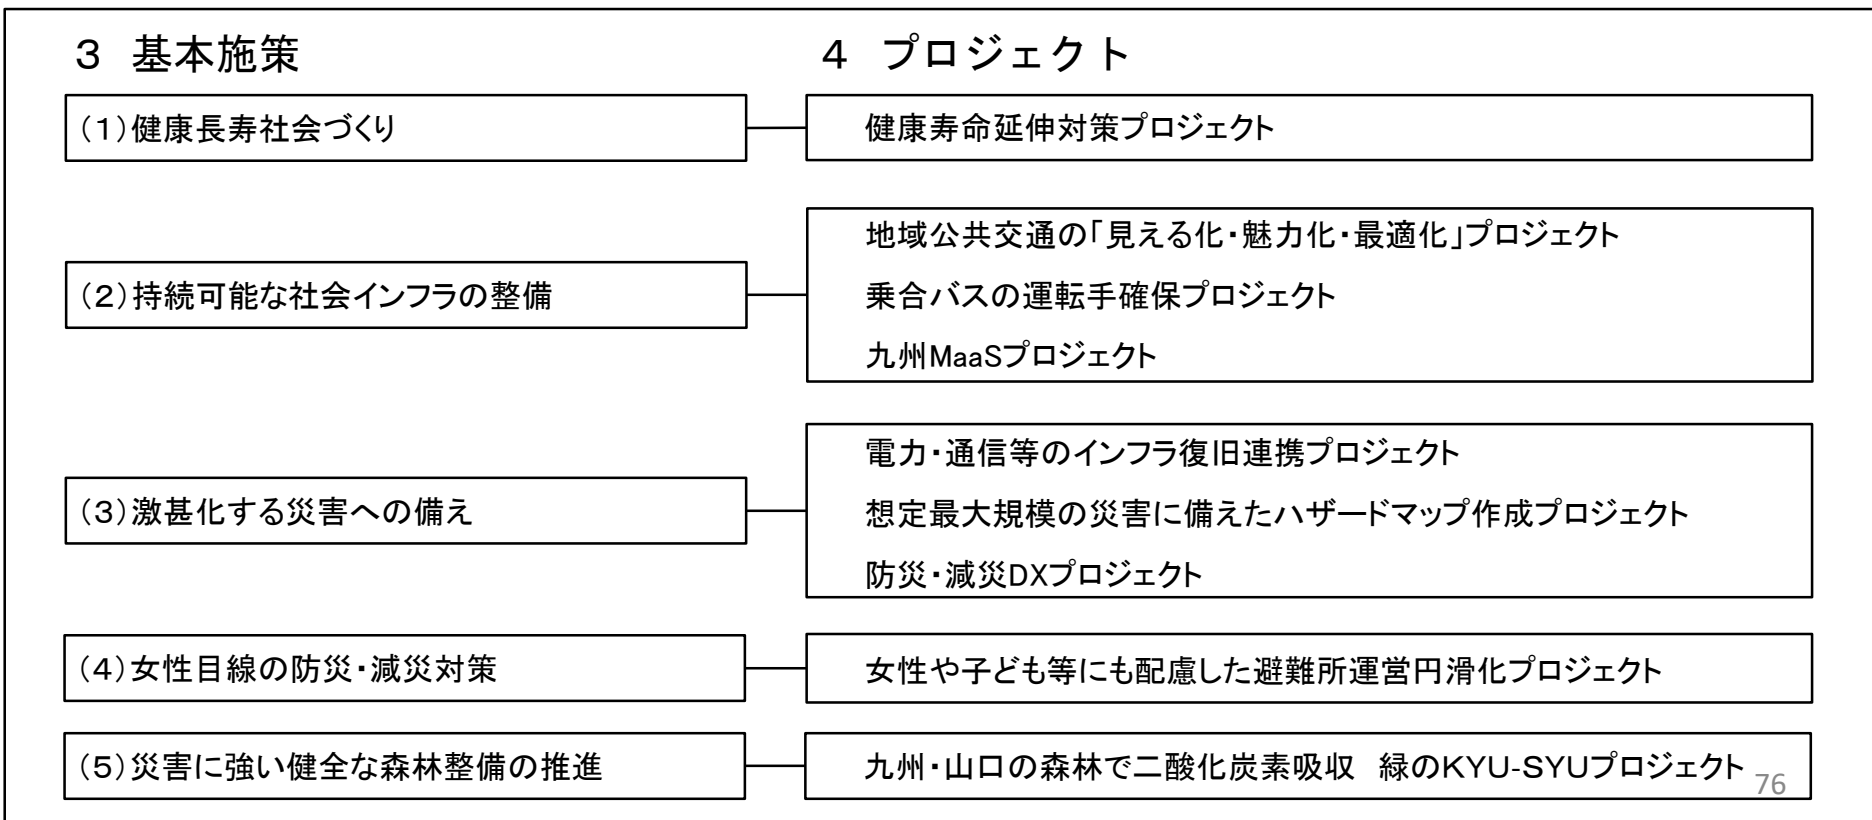 ３　基本施策
４　プロジェクト
（１）健康長寿社会づくり
健康寿命延伸対策プロジェクト
（２）持続可能な社会インフラの整備
地域公共交通の「見える化・魅力化・最適化」プロジェクト
乗合バスの運転手確保プロジェクト
九州MaaSプロジェクト
（３）激甚化する災害への備え
電力・通信等のインフラ復旧連携プロジェクト
想定最大規模の災害に備えたハザードマップ作成プロジェクト
防災・減災DXプロジェクト
（４）女性目線の防災・減災対策
女性や子ども等にも配慮した避難所運営円滑化プロジェクト
（５）災害に強い健全な森林整備の推進
九州・山口の森林で二酸化炭素吸収　緑のKYU-SYUプロジェクト
76